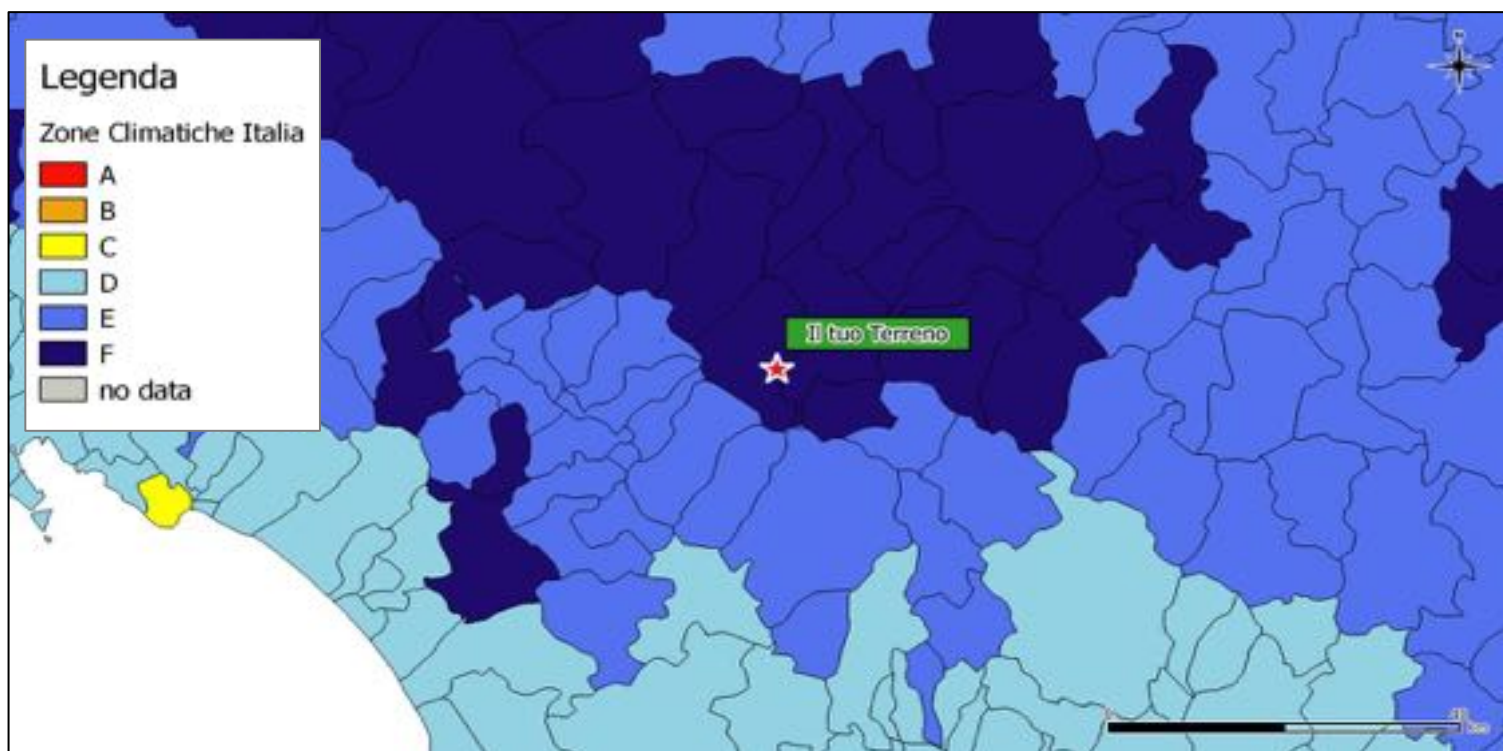 Legenda
Zone Climatiche Italia
A
B
C
D
E
F
no data
N
Il tuo Terreno